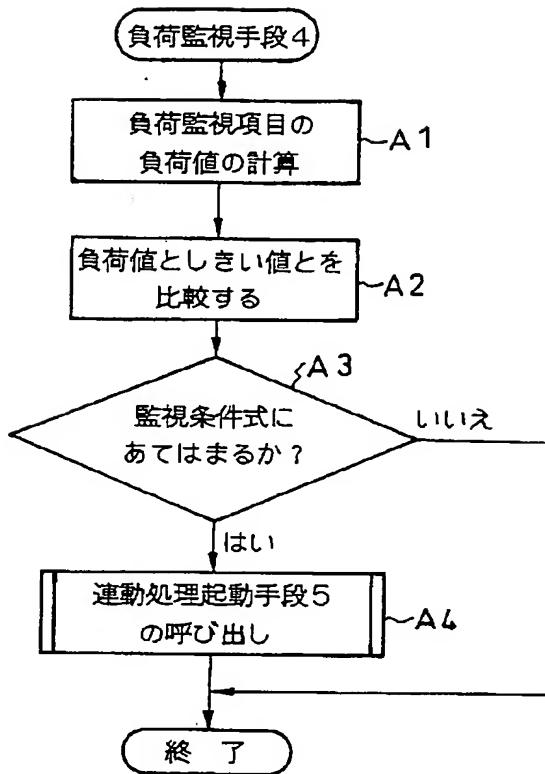 負荷監視手段4
負荷監視項目の
負荷値の計算
A1
負荷値としきい値とを
比較する
A2
A3
監視条件式に
あてはまるか?
いいえ
はい
連動処理起動手段5
の呼び出し
A4
終 了